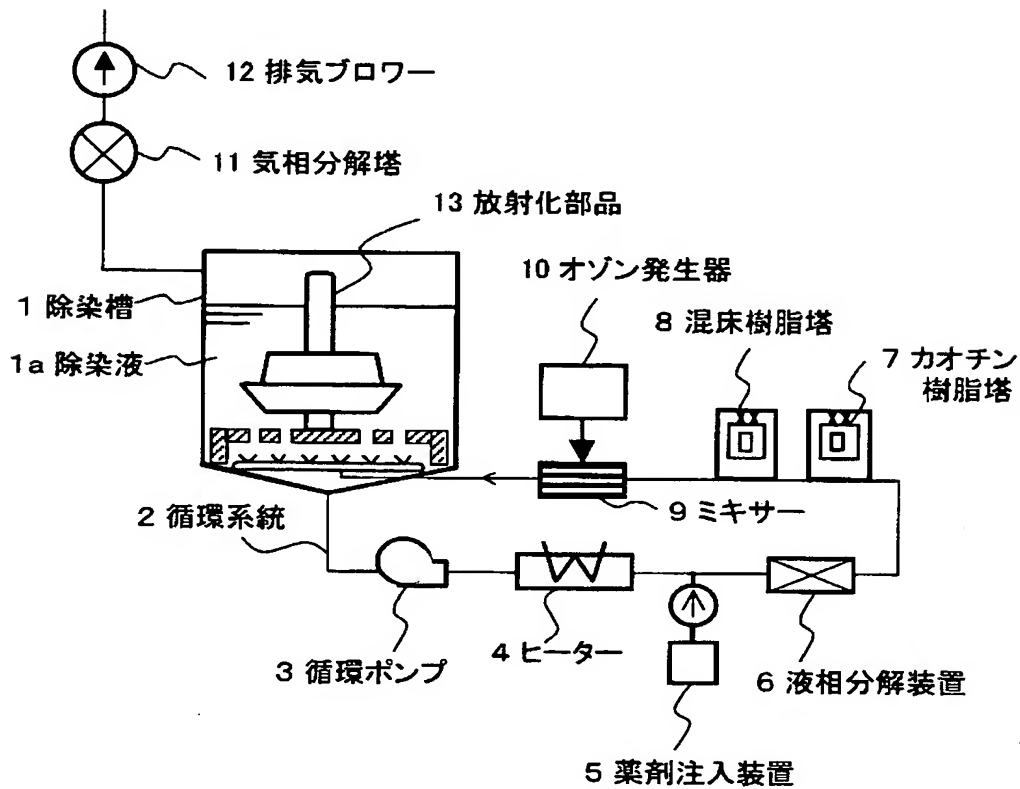 12 排気ブロワー
11 気相分解塔
13 放射化部品
10 オゾン発生器
1 除染槽
8 混床樹脂塔
1a 除染液
7 カオチン
樹脂塔
9 ミキサー
2 循環系統
4 ヒーター
3 循環ポンプ
6 液相分解装置
5 薬剤注入装置